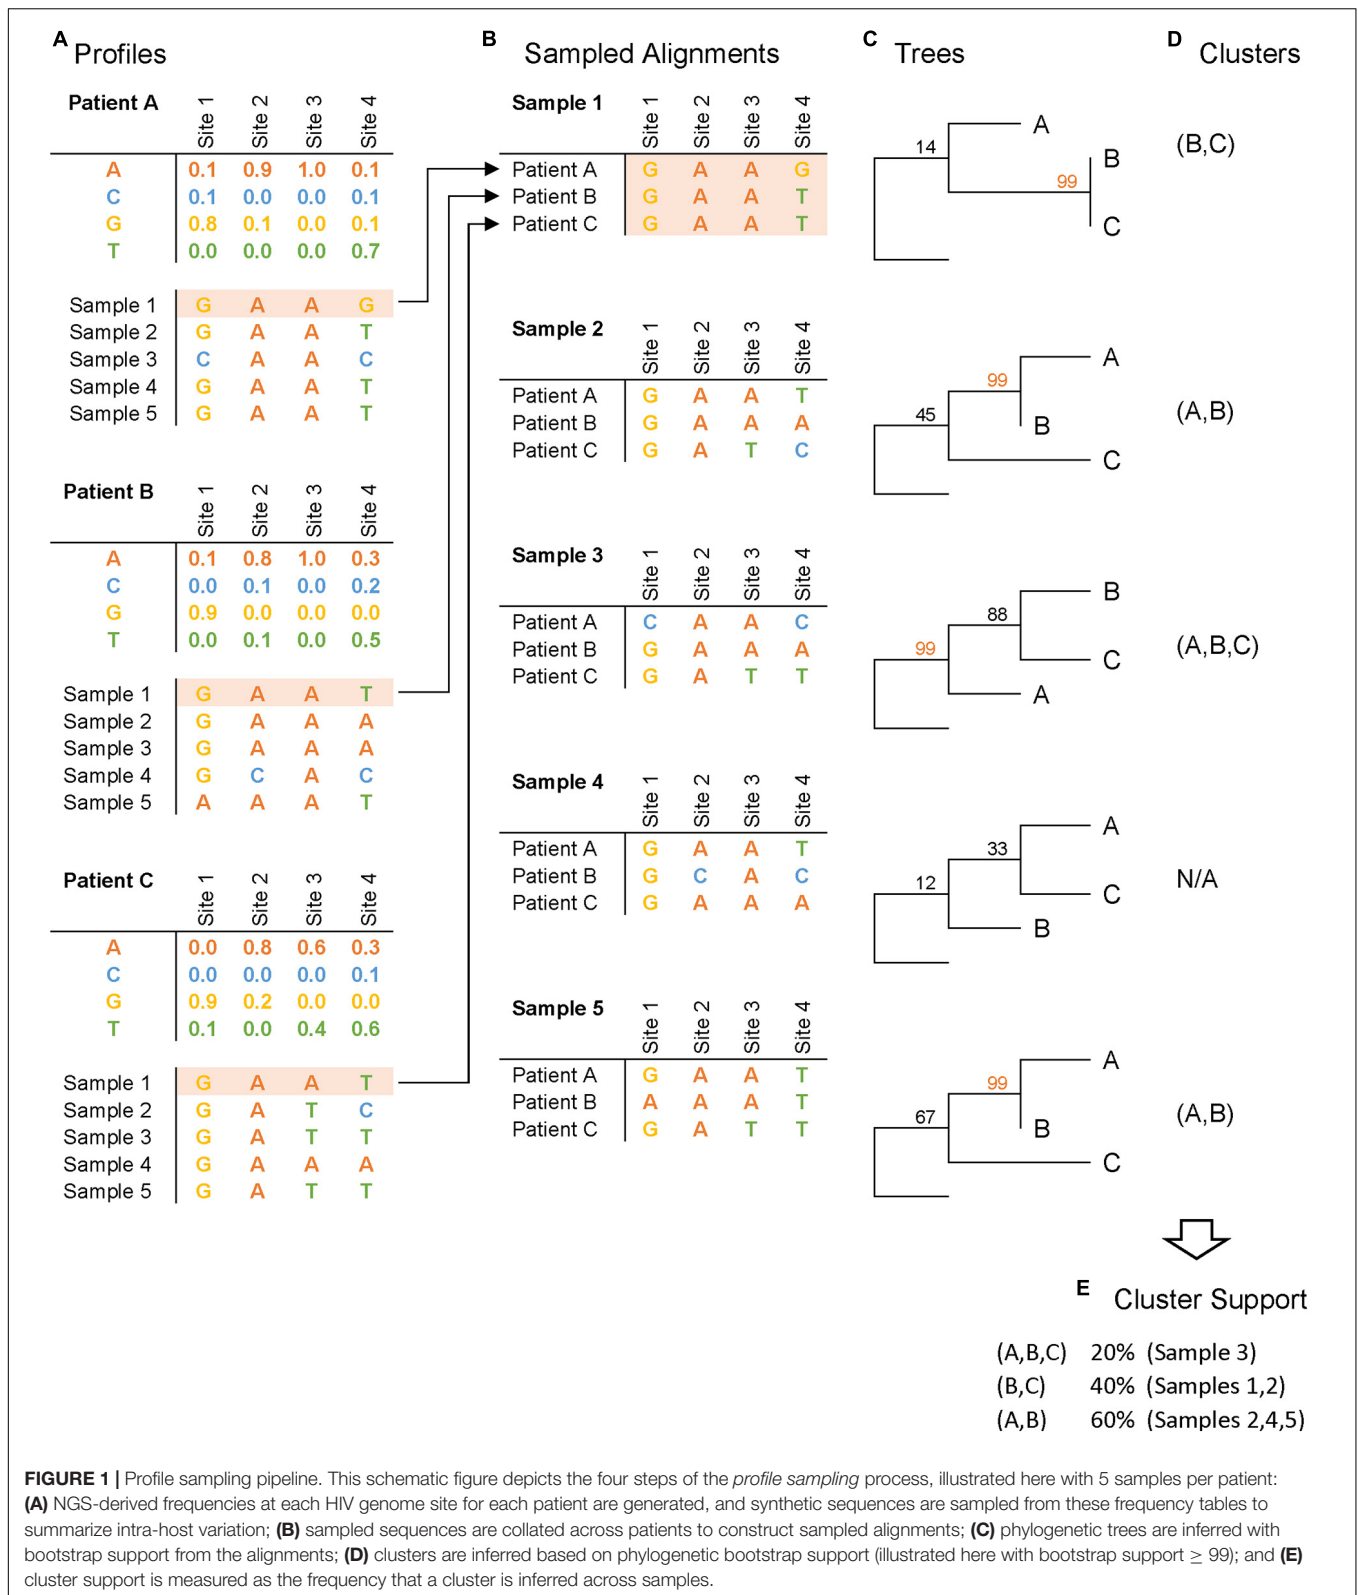 A Profiles
Patient A Site 1 Site 2 Site 3 Site 4
A 0.1 0.9 1.0 0.1
C 0.1 0.0 0.0 0.1
G 0.8 0.1 0.0 0.1
T 0.0 0.0 0.0 0.7
Sample 1 G A A G
Sample 2 G A A T
Sample 3 C A A C
Sample 4 G A A T
Sample 5 G A A T
Patient B Site 1 Site 2 Site 3 Site 4
A 0.1 0.8 1.0 0.3
C 0.0 0.1 0.0 0.2
G 0.9 0.0 0.0 0.0
T 0.0 0.1 0.0 0.5
Sample 1 G A A T
Sample 2 G A A A
Sample 3 G A A A
Sample 4 G C A C
Sample 5 A A A T
Patient C Site 1 Site 2 Site 3 Site 4
A 0.0 0.8 0.6 0.3
C 0.0 0.0 0.0 0.1
G 0.9 0.2 0.0 0.0
T 0.1 0.0 0.4 0.6
Sample 1 G A A T
Sample 2 G A T C
Sample 3 G A T T
Sample 4 G A A A
Sample 5 G A T T
B Sampled Alignments
Sample 1 Site 1 Site 2 Site 3 Site 4
Patient A G A A G
Patient B G A A T
Patient C G A A T
Sample 2 Site 1 Site 2 Site 3 Site 4
Patient A G A A T
Patient B G A A A
Patient C G A T C
Sample 3 Site 1 Site 2 Site 3 Site 4
Patient A C A A C
Patient B G A A A
Patient C G A T T
Sample 4 Site 1 Site 2 Site 3 Site 4
Patient A G A A T
Patient B G C A C
Patient C G A A A
Sample 5 Site 1 Site 2 Site 3 Site 4
Patient A G A A T
Patient B A A A T
Patient C G A T T
C Trees
A
14
B
99
C
A
99
B
45
C
B
88
C
99
A
A
33
C
12
B
A
99
B
67
C
D Clusters
(B,C)
(A,B)
(A,B,C)
N/A
(A,B)
E Cluster Support
(A,B,C) 20% (Sample 3)
(B,C) 40% (Samples 1,2)
(A,B) 60% (Samples 2,4,5)
FIGURE 1 | Profile sampling pipeline. This schematic figure depicts the four steps of the profile sampling process, illustrated here with 5 samples per patient:
(A) NGS-derived frequencies at each HIV genome site for each patient are generated, and synthetic sequences are sampled from these frequency tables to
summarize intra-host variation; (B) sampled sequences are collated across patients to construct sampled alignments; (C) phylogenetic trees are inferred with
bootstrap support from the alignments; (D) clusters are inferred based on phylogenetic bootstrap support (illustrated here with bootstrap support ≥ 99); and (E)
cluster support is measured as the frequency that a cluster is inferred across samples.